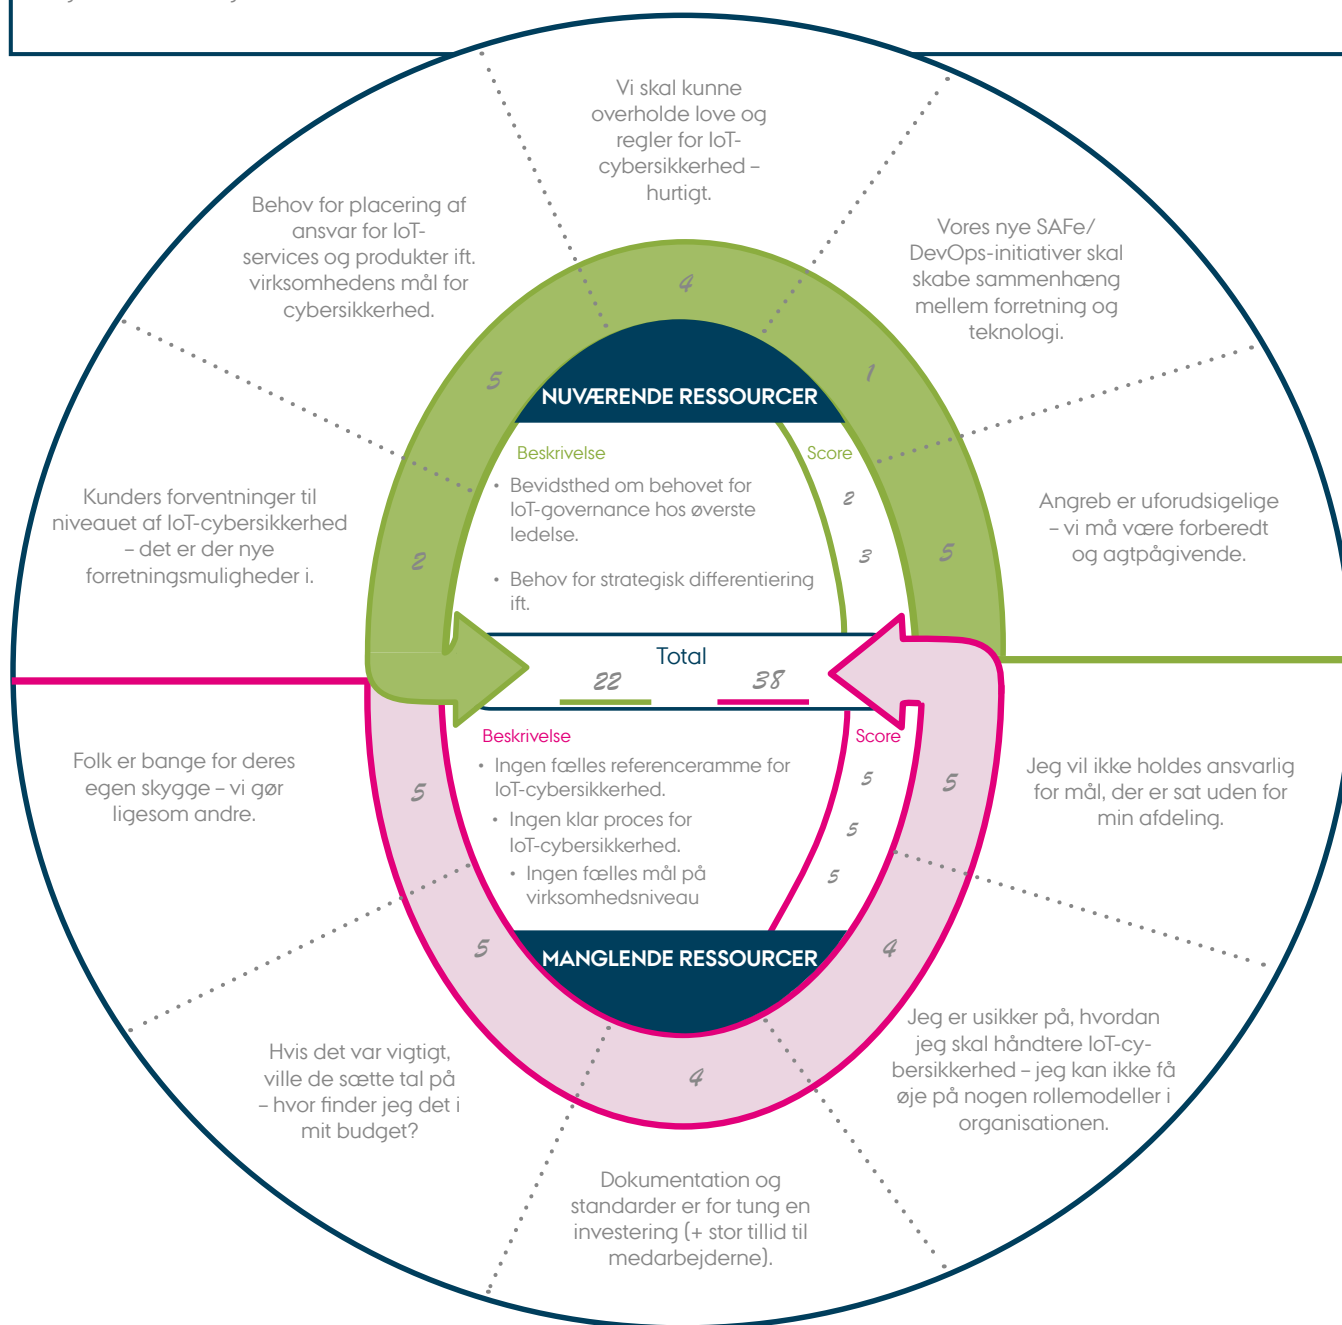 Vi skal kunne
overholde love og
regler for IoT-
cybersikkerhed –
hurtigt.
Behov for placering af
ansvar for IoT-
services og produkter ift.
virksomhedens mål for
cybersikkerhed.
Vores nye SAFe/
DevOps-initiativer skal
skabe sammenhæng
mellem forretning og
teknologi.
Kunders forventninger til
niveauet af IoT-cybersikkerhed
– det er der nye
forretningsmuligheder i.
Angreb er uforudsigelige
– vi må være forberedt
og agtpågivende.
4
5
1
2
5
NUVÆRENDE RESSOURCER
Beskrivelse
Score
• Bevidsthed om behovet for
IoT-governance hos øverste
ledelse.
2
3
• Behov for strategisk differentiering
ift.
Total
22
38
Beskrivelse
Score
• Ingen fælles referenceramme for
IoT-cybersikkerhed.
5
• Ingen klar proces for
IoT-cybersikkerhed.
5
• Ingen fælles mål på
virksomhedsniveau
5
MANGLENDE RESSOURCER
5
5
5
4
4
Folk er bange for deres
egen skygge – vi gør
ligesom andre.
Jeg vil ikke holdes ansvarlig
for mål, der er sat uden for
min afdeling.
Hvis det var vigtigt,
ville de sætte tal på
– hvor finder jeg det i
mit budget?
Jeg er usikker på, hvordan
jeg skal håndtere IoT-cy-
bersikkerhed – jeg kan ikke få
øje på nogen rollemodeller i
organisationen.
Dokumentation og
standarder er for tung en
investering (+ stor tillid til
medarbejderne).